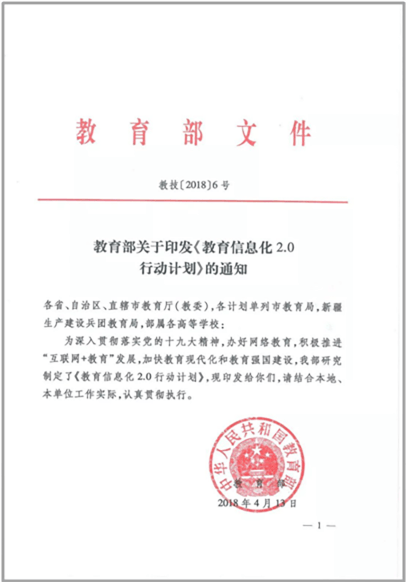 教育部文件
教技〔2018〕6号
教育部关于印发《教育信息化2.0
行动计划》的通知
各省、自治区、直辖市教育厅(教委),各计划单列市教育局,新疆
生产建设兵团教育局,部属各高等学校:
为深入贯彻落实党的十九大精神,办好网络教育,积极推进
“互联网+教育”发展,加快教育现代化和教育强国建设,我部研究
制定了《教育信息化2.0行动计划》,现印发给你们,请结合本地、
本单位工作实际,认真贯彻执行。
中华人民共和国教育部
教育部
2018年4月13日
— 1 —